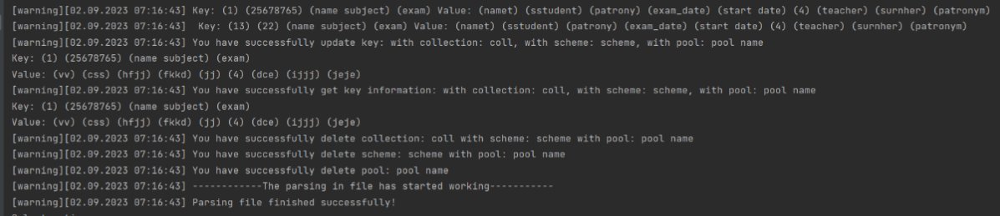 [warning][02.09.2023 07:16:43] Key: (1) (25678765) (name subject) (exam) Value: (namet) (sstudent) (patrony) (exam_date) (start date) (4) (teacher) (surnher) (patronym)
[warning][02.09.2023 07:16:43]  Key: (13) (22) (name subject) (exam) Value: (namet) (sstudent) (patrony) (exam_date) (start date) (4) (teacher) (surnher) (patronym)
[warning][02.09.2023 07:16:43] You have successfully update key: with collection: coll, with scheme: scheme, with pool: pool name
Key: (1) (25678765) (name subject) (exam)
Value: (vv) (css) (hfjj) (fkkd) (jj) (4) (dce) (ijjj) (jeje)
[warning][02.09.2023 07:16:43] You have successfully get key information: with collection: coll, with scheme: scheme, with pool: pool name
Key: (1) (25678765) (name subject) (exam)
Value: (vv) (css) (hfjj) (fkkd) (jj) (4) (dce) (ijjj) (jeje)
[warning][02.09.2023 07:16:43] You have successfully delete collection: coll with scheme: scheme with pool: pool name
[warning][02.09.2023 07:16:43] You have successfully delete scheme: scheme with pool: pool name
[warning][02.09.2023 07:16:43] You have successfully delete pool: pool name
[warning][02.09.2023 07:16:43] ------------The parsing in file has started working-----------
[warning][02.09.2023 07:16:43] Parsing file finished successfully!